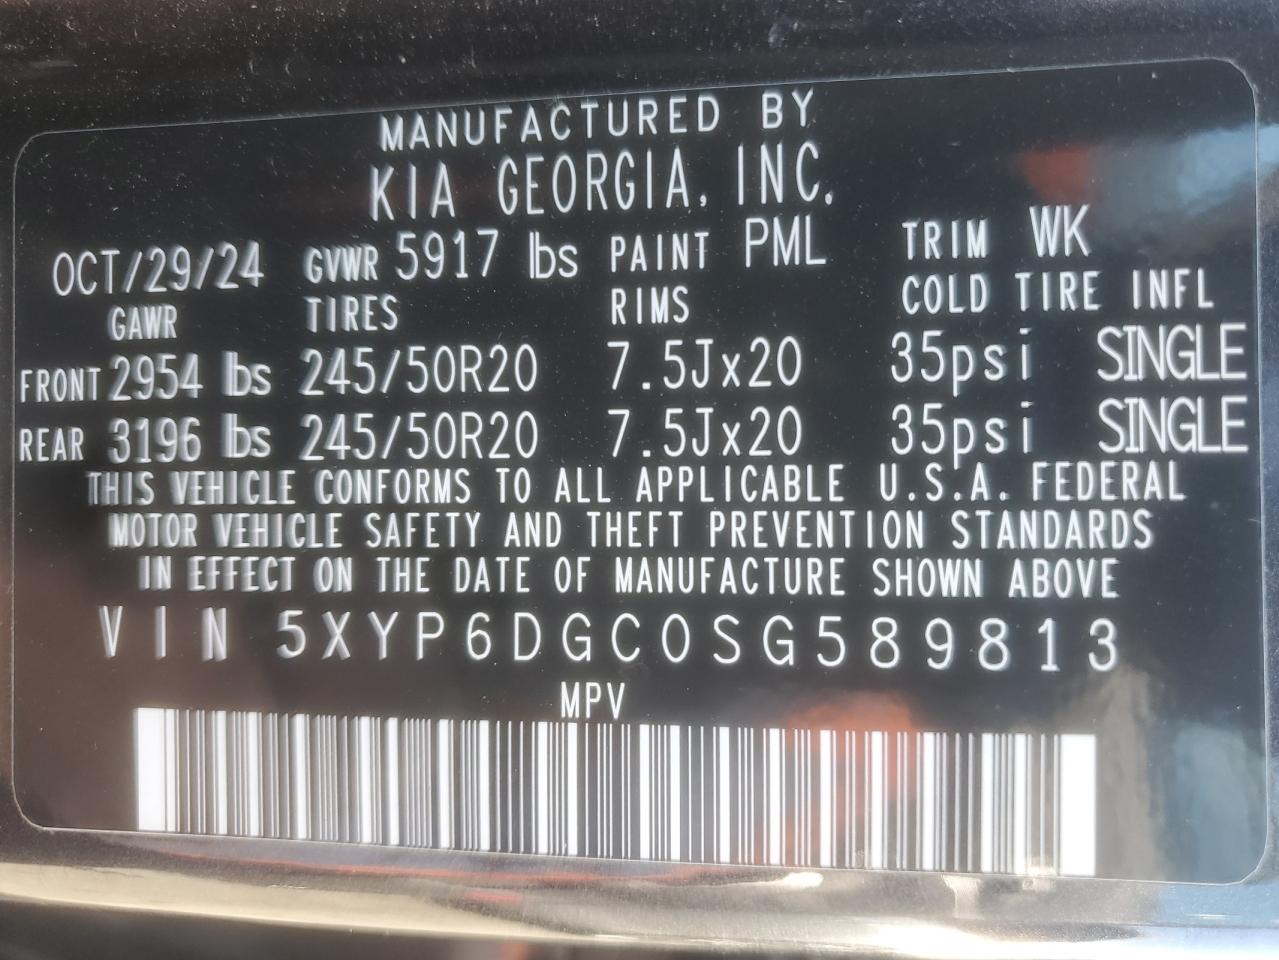 MANUFACTURED BY
KIA GEORGIA, INC.
OCT/29/24 GVWR 5917 lbs PAINT PML TRIM WK
GAWR TIRES RIMS COLD TIRE INFL
FRONT 2954 lbs 245/50R20 7.5Jx20 35psi SINGLE
REAR 3196 lbs 245/50R20 7.5Jx20 35psi SINGLE
THIS VEHICLE CONFORMS TO ALL APPLICABLE U.S.A. FEDERAL
MOTOR VEHICLE SAFETY AND THEFT PREVENTION STANDARDS
IN EFFECT ON THE DATE OF MANUFACTURE SHOWN ABOVE
VIN 5XYP6DGC0SG589813
MPV